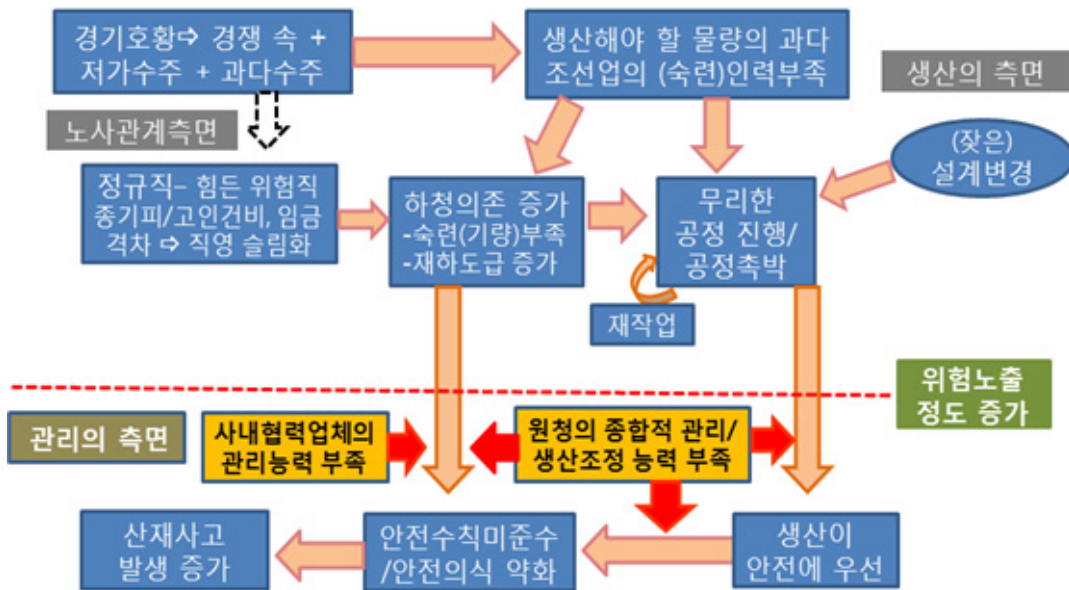 경기호황⇨ 경쟁 속 +
저가수주 + 과다수주
생산해야 할 물량의 과다
조선업의 (숙련)인력부족
생산의 측면
노사관계측면
(잦은)
설계변경
정규직– 힘든 위험직
종기피/고인건비, 임금
격차 ⇨ 직영 슬림화
하청의존 증가
-숙련(기량)부족
-재하도급 증가
무리한
공정 진행/
공정촉박
재작업
위험노출
정도 증가
관리의 측면
사내협력업체의
관리능력 부족
원청의 종합적 관리/
생산조정 능력 부족
산재사고
발생 증가
안전수칙미준수
/안전의식 약화
생산이
안전에 우선